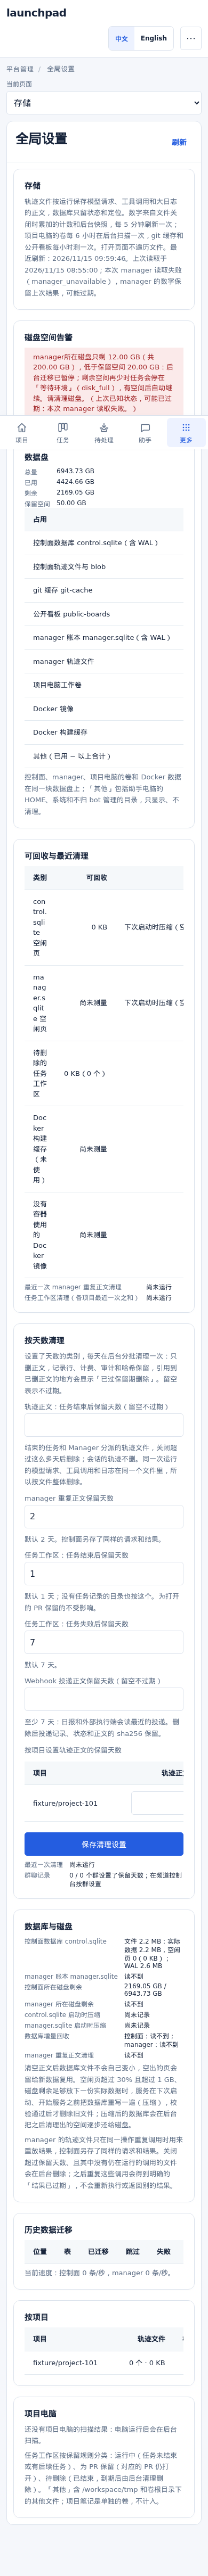 launchpad
中文
English
平台管理 / 全局设置
当前页面
存储
全局设置
刷新
存储
轨迹正文按运行保存模型请求、工具调用和大日志
的正文，数据库只留状态和定位。数字来自文件关
闭时累加的计数和后台快照，每 5 分钟刷新一次；
项目电脑的卷每 6 小时在后台扫描一次，git 缓存和
公开看板每小时测一次，打开页面不遍历文件。最
近刷新：2026/11/15 09:59:46。上次读取于
2026/11/15 08:55:00；本次 manager 读取失败
（manager_unavailable），manager 的数字保
留上次结果，可能过期。
磁盘空间告警
manager所在磁盘只剩 12.00 GB（共
200.00 GB），低于保留空间 20.00 GB：后
台迁移已暂停；剩余空间再少时任务会停在
「等待环境」（disk_full），有空间后自动继
续。请清理磁盘。（上次已知状态，可能已过
期：本次 manager 读取失败。）
项目
任务
待处理
助手
更多
数据盘
总量 6943.73 GB
已用 4424.66 GB
剩余 2169.05 GB
保留空间 50.00 GB
占用
控制面数据库 control.sqlite（含 WAL）
控制面轨迹正文与 blob
git 缓存 git-cache
公开看板 public-boards
manager 账本 manager.sqlite（含 WAL）
manager 轨迹文件
项目电脑工作卷
Docker 镜像
Docker 构建缓存
其他（已用 − 以上合计）
控制面、manager、项目电脑的卷和 Docker 数据
在同一块数据盘上；「其他」包括助手电脑的
HOME、系统和不归 bot 管理的目录，只显示、不
清理。
可回收与最近清理
类别 可回收
control.sqlite 空闲页 0 KB 下次启动时压缩（
manager.sqlite 空闲页 尚未测量 下次启动时压缩（
待删除的任务工作区 0 KB（0 个）
Docker 构建缓存（未使用） 尚未测量
没有容器使用的 Docker 镜像 尚未测量
最近一次 manager 重复正文清理 尚未运行
任务工作区清理（各项目最近一次之和） 尚未运行
按天数清理
设置了天数的类别，每天在后台分批清理一次：只
删正文，记录行、计费、审计和哈希保留，引用到
已删正文的地方会显示「已过保留期删除」。留空
表示不过期。
轨迹正文：任务结束后保留天数（留空不过期）
结束的任务和 Manager 分派的轨迹文件，关闭超
过这么多天后删除；会话的轨迹不删。同一次运行
的模型请求、工具调用和日志在同一个文件里，所
以按文件整体删除。
manager 重复正文保留天数
2
默认 2 天。控制面另存了同样的请求和结果。
任务工作区：任务结束后保留天数
1
默认 1 天；没有任务记录的目录也按这个。为打开
的 PR 保留的不受影响。
任务工作区：任务失败后保留天数
7
默认 7 天。
Webhook 投递正文保留天数（留空不过期）
至少 7 天：日报和外部执行端会读最近的投递。删
除后投递记录、状态和正文的 sha256 保留。
按项目设置轨迹正文的保留天数
项目 轨迹正
fixture/project-101
保存清理设置
最近一次清理 尚未运行
群聊记录 0 / 0 个群设置了保留天数；在频道控制
台按群设置
数据库与磁盘
控制面数据库 control.sqlite 文件 2.2 MB；实际
数据 2.2 MB，空闲
页 0（0 KB）；
WAL 2.6 MB
manager 账本 manager.sqlite 读不到
控制面所在磁盘剩余 2169.05 GB /
6943.73 GB
manager 所在磁盘剩余 读不到
control.sqlite 启动时压缩 尚未记录
manager.sqlite 启动时压缩 尚未记录
数据库增量回收 控制面：读不到；
manager：读不到
manager 重复正文清理 读不到
清空正文后数据库文件不会自己变小，空出的页会
留给新数据复用。空闲页超过 30% 且超过 1 GB、
磁盘剩余足够放下一份实际数据时，服务在下次启
动、开始服务之前把数据库重写一遍（压缩），校
验通过后才删除旧文件；压缩后的数据库会在后台
把之后清理出的空间逐步还给磁盘。
manager 的轨迹文件只在同一操作重复调用时用来
重放结果，控制面另存了同样的请求和结果。关闭
超过保留天数、且其中没有仍在运行的调用的文件
会在后台删除；之后重复这些调用会得到明确的
「结果已过期」，不会重新执行或返回别的结果。
历史数据迁移
位置 表 已迁移 跳过 失败
当前速度：控制面 0 条/秒，manager 0 条/秒。
按项目
项目 轨迹文件
fixture/project-101 0 个 · 0 KB
项目电脑
还没有项目电脑的扫描结果：电脑运行后会在后台
扫描。
任务工作区按保留规则分类：运行中（任务未结束
或有后续任务）、为 PR 保留（对应的 PR 仍打
开）、待删除（已结束，到期后由后台清理删
除）。「其他」含 /workspace/tmp 和卷根目录下
的其他文件；项目笔记是单独的卷，不计入。